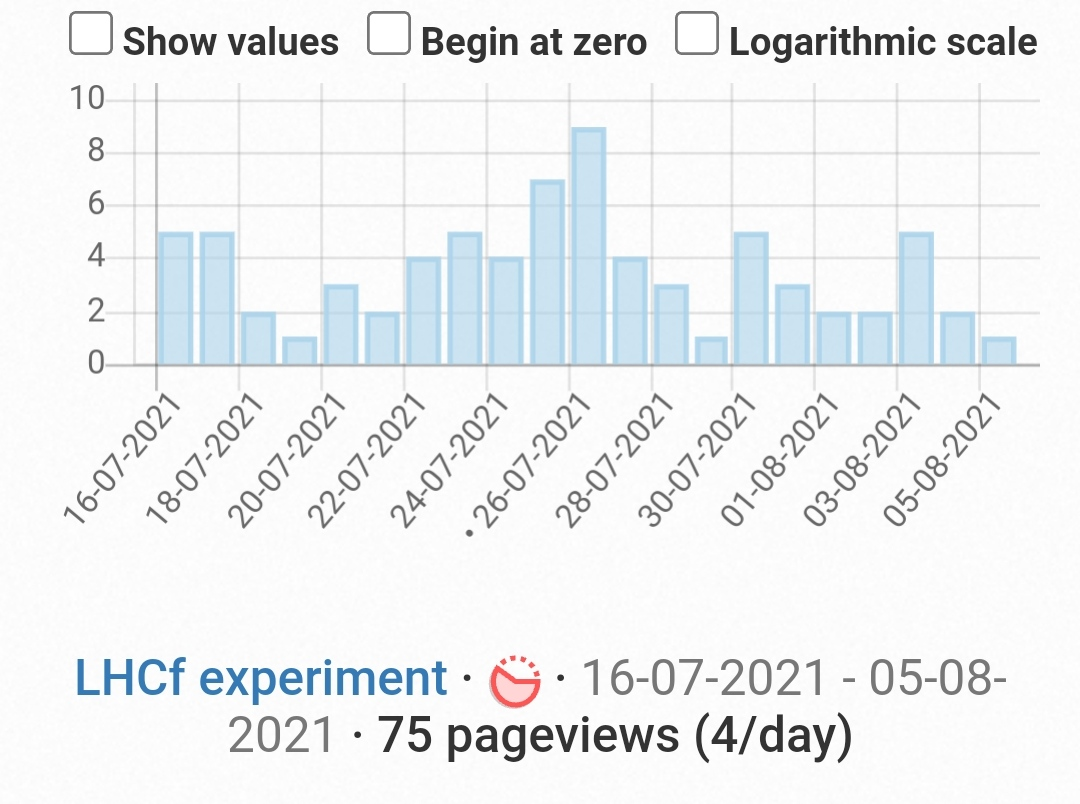 Show values Begin at zero Logarithmic scale
10
8
6
4
2
0
16-07-2021 18-07-2021 20-07-2021 22-07-2021 24-07-2021 • 26-07-2021 28-07-2021 30-07-2021 01-08-2021 03-08-2021 05-08-2021
LHCf experiment · · 16-07-2021 - 05-08-
2021 · 75 pageviews (4/day)